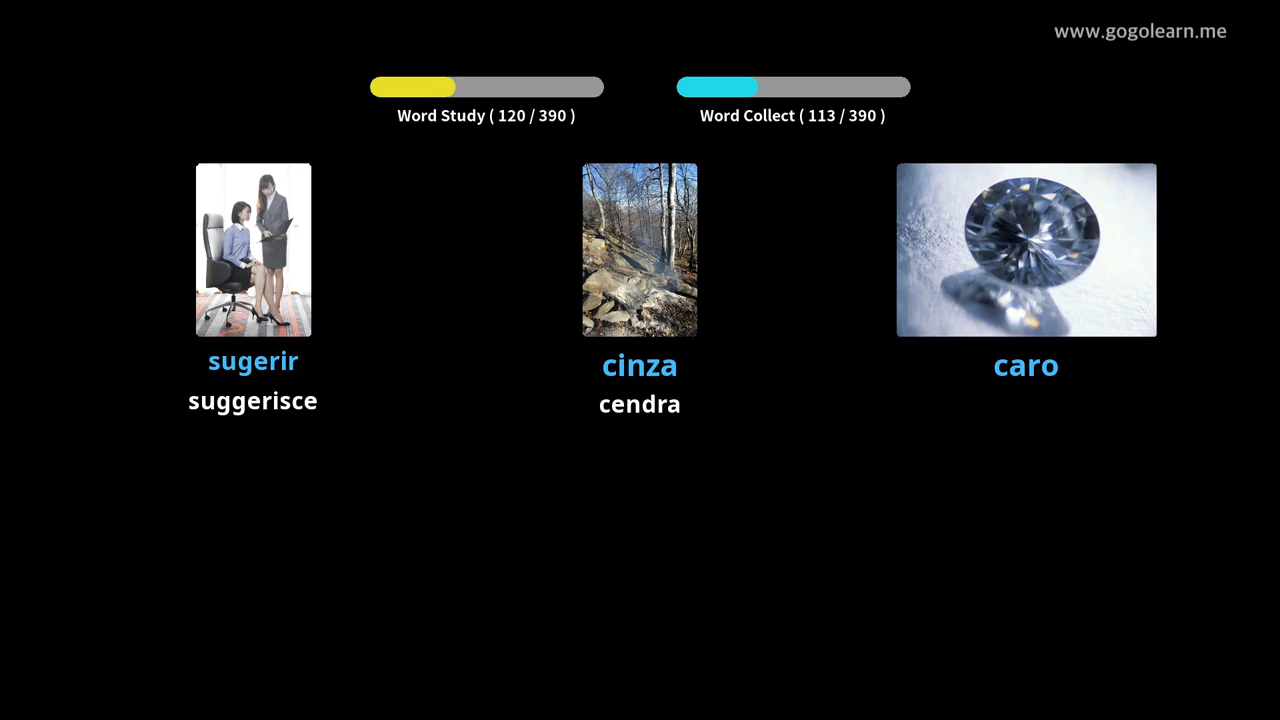 www.gogolearn.me
Word Study ( 120 / 390 )
Word Collect ( 113 / 390 )
sugerir
suggerisce
cinza
cendra
caro